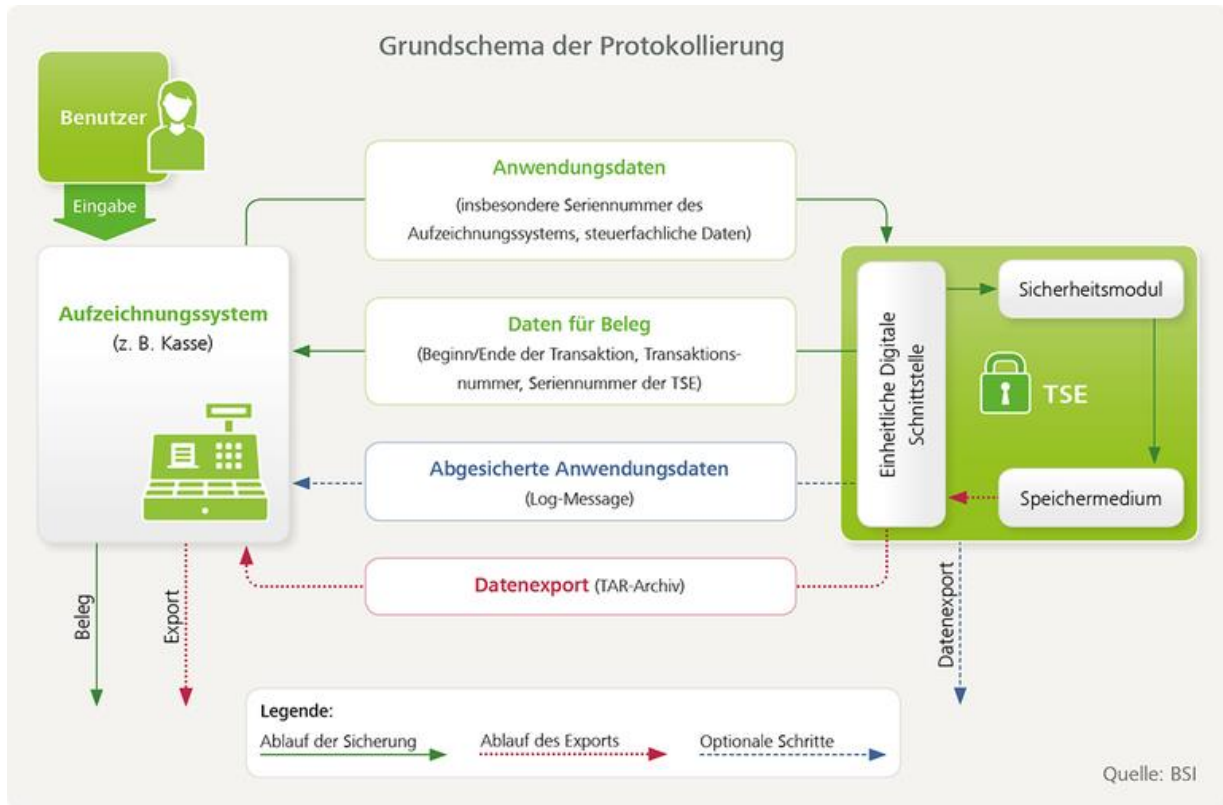 Grundschema der Protokollierung
Benutzer
Eingabe
Aufzeichnungssystem
(z. B. Kasse)
Anwendungsdaten
(insbesondere Seriennummer des
Aufzeichnungssystems, steuerfachliche Daten)
Daten für Beleg
(Beginn/Ende der Transaktion, Transaktions-
nummer, Seriennummer der TSE)
Abgesicherte Anwendungsdaten
(Log-Message)
Datenexport (TAR-Archiv)
Einheitliche Digitale
Schnittstelle
Sicherheitsmodul
TSE
Speichermedium
Beleg
Export
Datenexport
Legende:
Ablauf der Sicherung
Ablauf des Exports
Optionale Schritte
Quelle: BSI